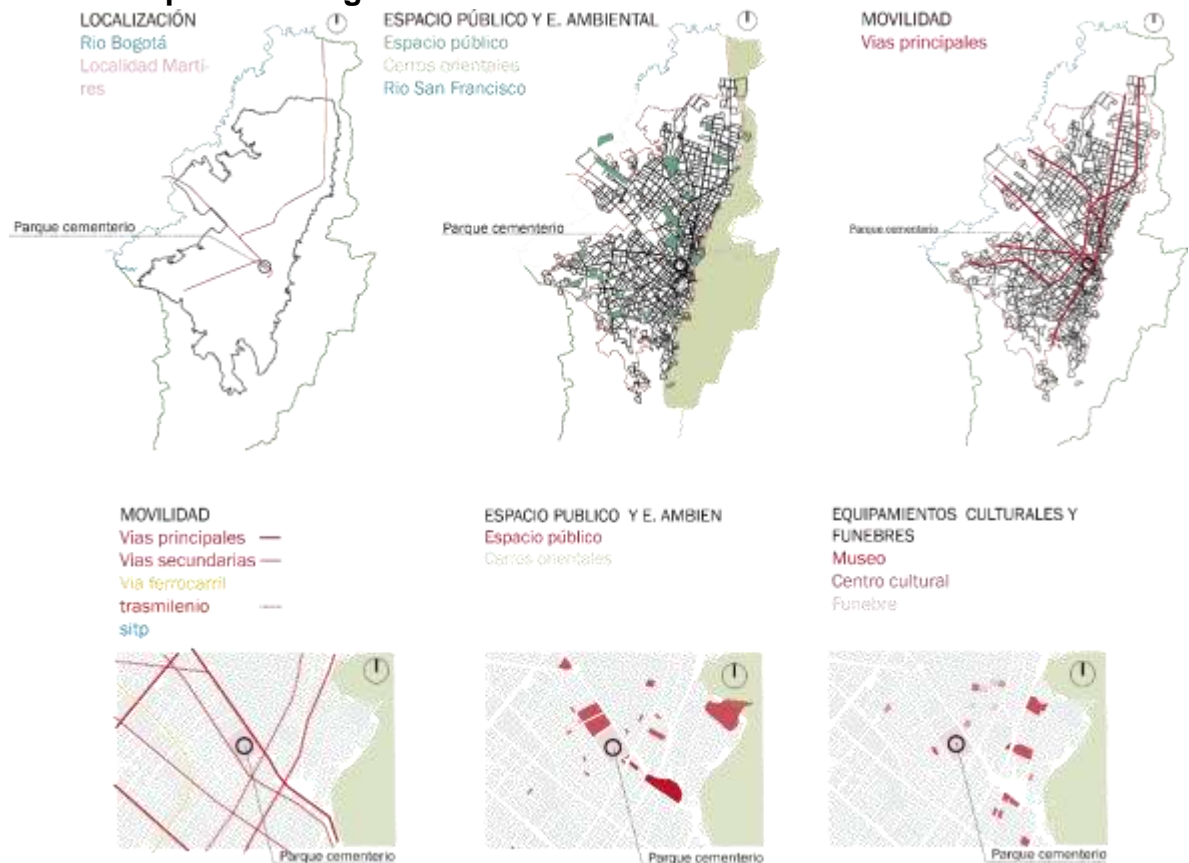 LOCALIZACIÓN
Rio Bogotá
Localidad Marti-
res
Parque cementerio
ESPACIO PÚBLICO Y E. AMBIENTAL
Espacio público
Cerros orientales
Rio San Francisco
Parque cementerio
MOVILIDAD
Vias principales
Parque cementerio
MOVILIDAD
Vias principales
Vias secundarias
Via ferrocarril
trasmilenio
sitp
Parque cementerio
ESPACIO PUBLICO Y E. AMBIEN
Espacio público
Cerros orientales
Parque cementerio
EQUIPAMIENTOS CULTURALES Y
FUNEBRES
Museo
Centro cultural
Funebre
Parque cementerio